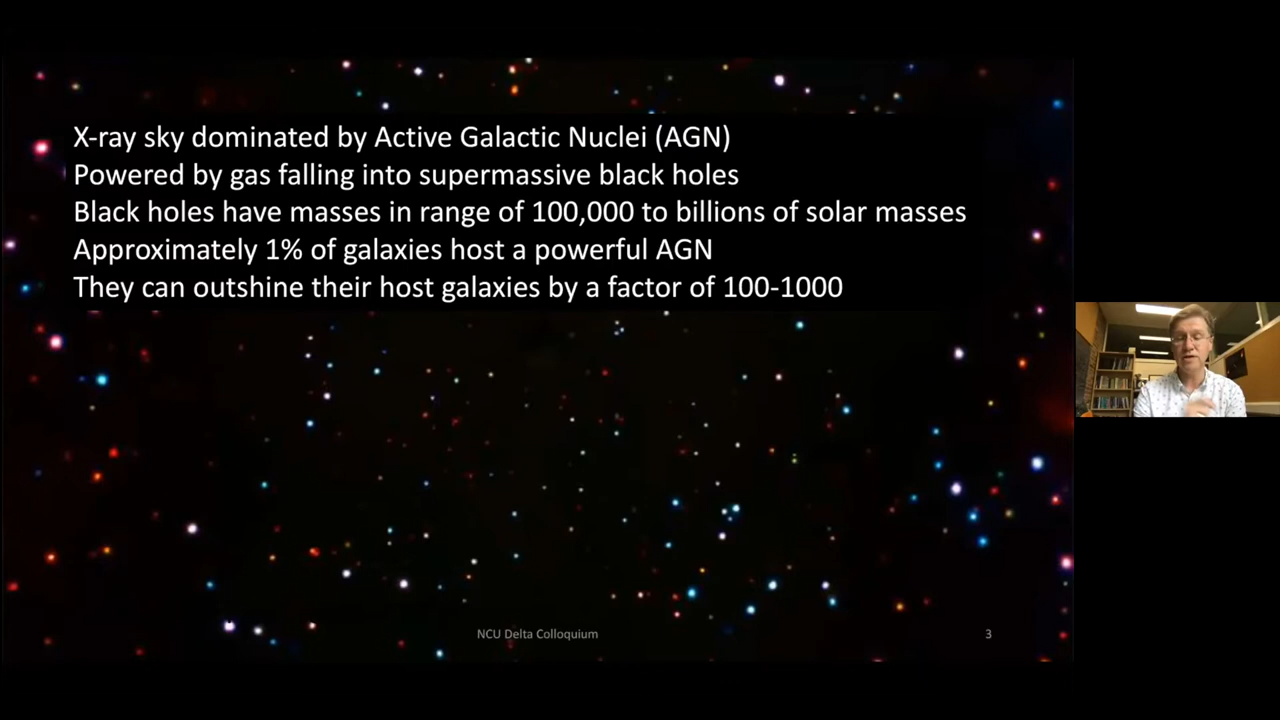 X-ray sky dominated by Active Galactic Nuclei (AGN)
Powered by gas falling into supermassive black holes
Black holes have masses in range of 100,000 to billions of solar masses
Approximately 1% of galaxies host a powerful AGN
They can outshine their host galaxies by a factor of 100-1000
NCU Delta Colloquium
3